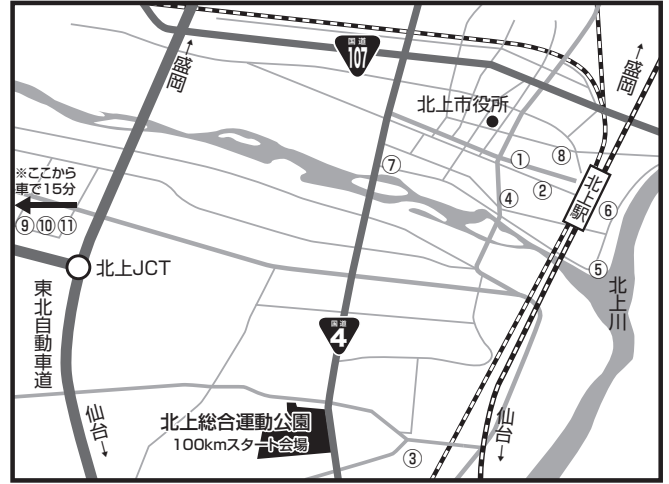 国道
107
↑盛岡
↑盛岡
北上市役所
①
⑧
⑦
②
④
北上駅
⑥
※ここから
車で15分
⑨⑩⑪
⑤
北上JCT
北上川
東北自動車道
国道
4
北上総合運動公園
100kmスタート会場
仙台↓
仙台↓
③